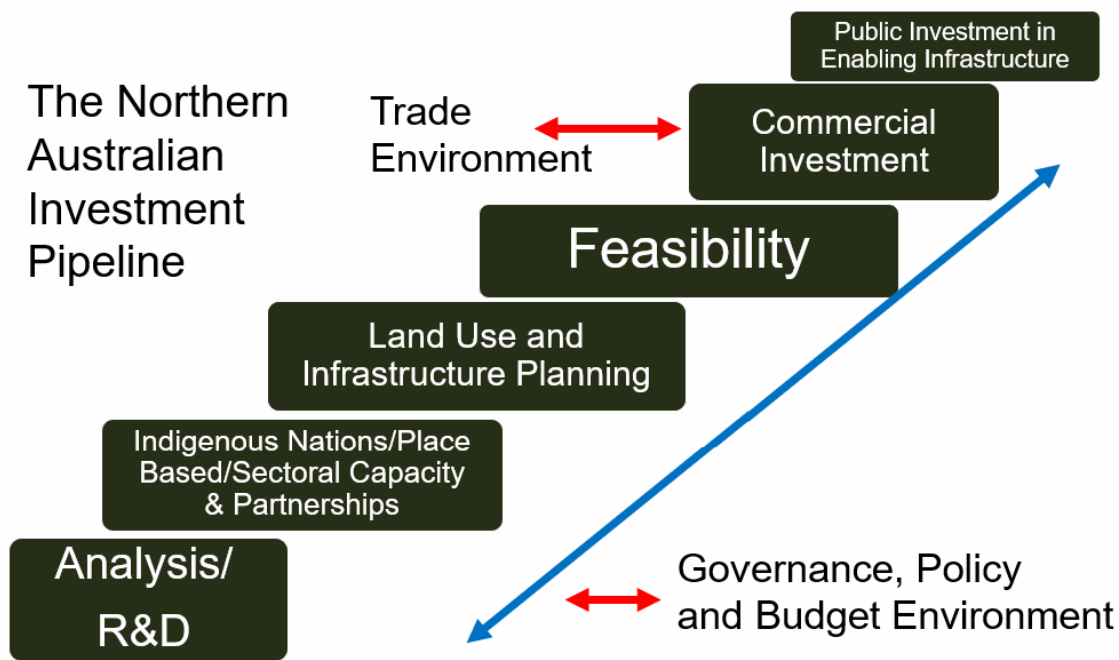 The Northern
Australian
Investment
Pipeline
Public Investment in
Enabling Infrastructure
Trade
Environment
Commercial
Investment
Feasibility
Land Use and
Infrastructure Planning
Indigenous Nations/Place
Based/Sectoral Capacity
& Partnerships
Analysis/
R&D
Governance, Policy
and Budget Environment